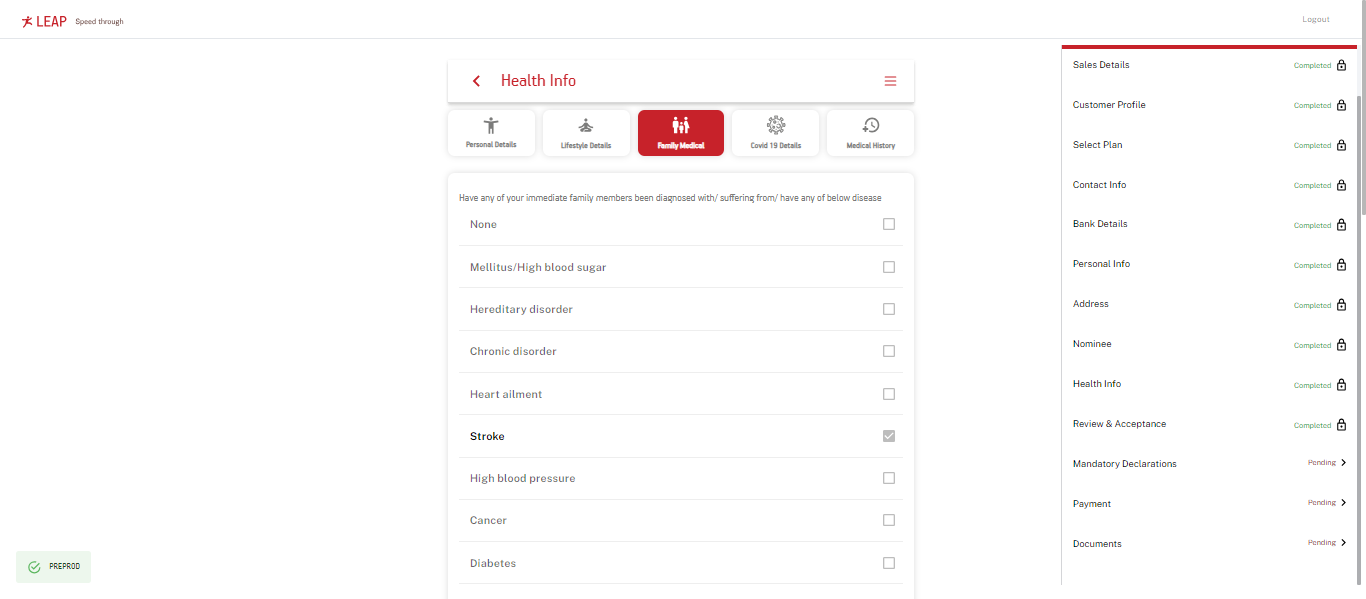 LEAP Speed through
Logout
Health Info
Personal Details
Lifestyle Details
Family Medical
Covid 19 Details
Medical History
Have any of your immediate family members been diagnosed with/ suffering from/ have any of below disease
None
Mellitus/High blood sugar
Hereditary disorder
Chronic disorder
Heart ailment
Stroke
High blood pressure
Cancer
Diabetes
PREPROD
Sales Details Completed
Customer Profile Completed
Select Plan Completed
Contact Info Completed
Bank Details Completed
Personal Info Completed
Address Completed
Nominee Completed
Health Info Completed
Review & Acceptance Completed
Mandatory Declarations Pending
Payment Pending
Documents Pending